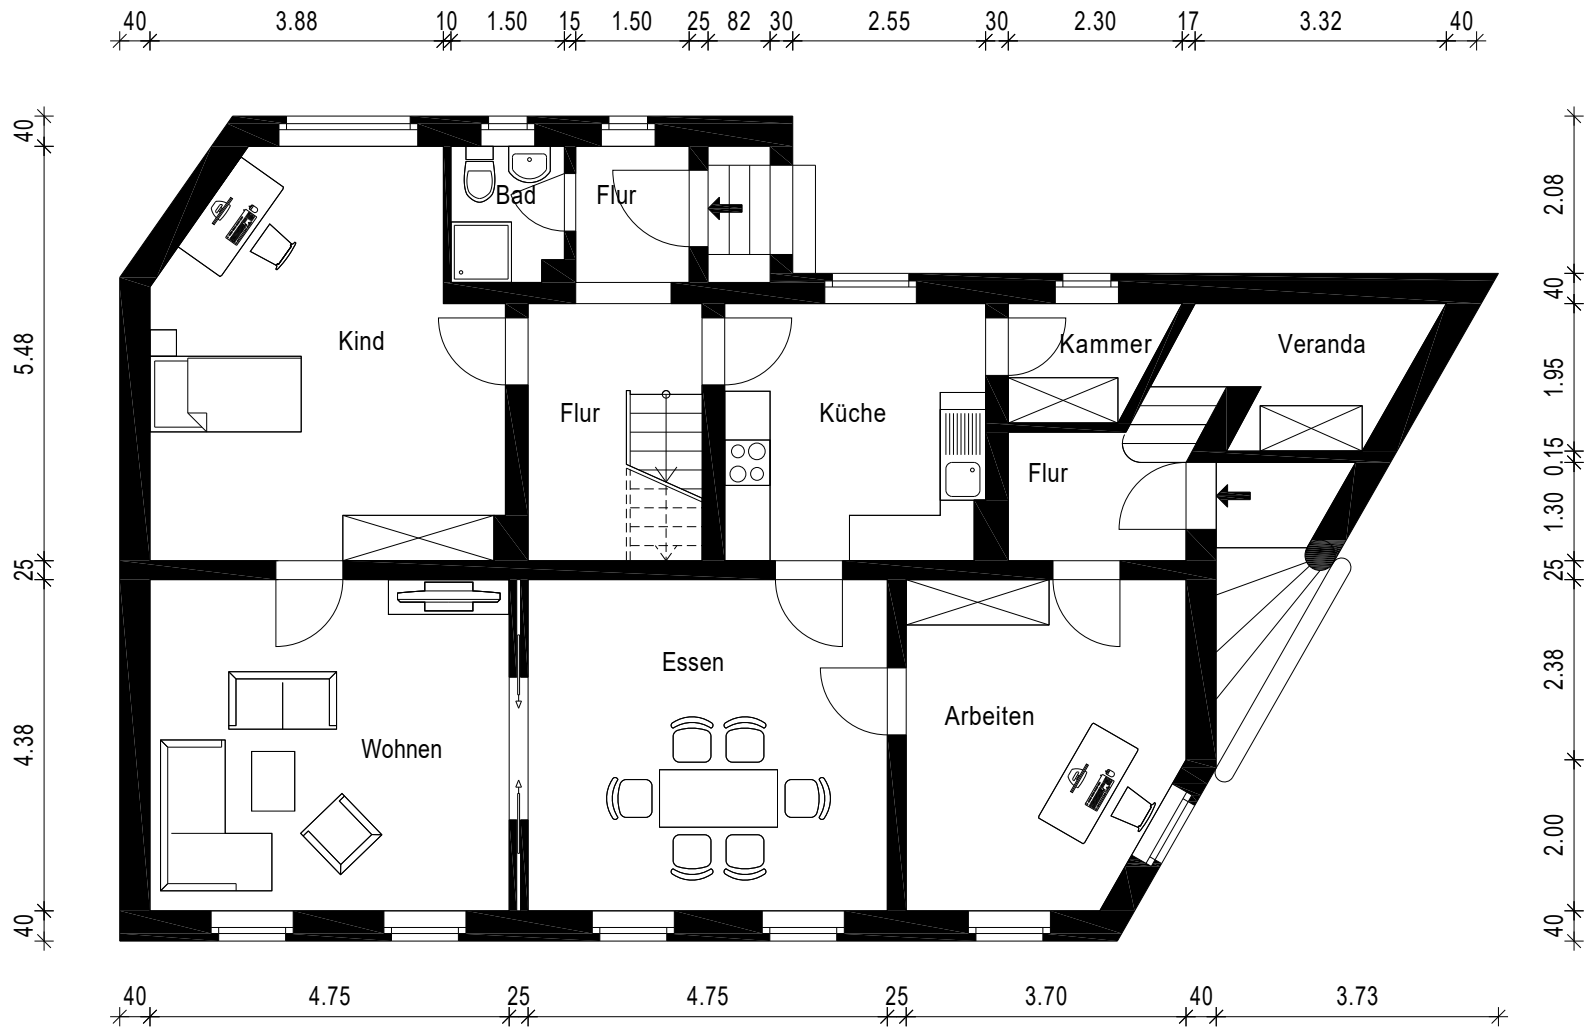 40 3.88 10 1.50 15 1.50 25 82 30 2.55 30 2.30 17 3.32 40
40
5.48
25
4.38
40
Bad Flur
Kind Kammer Veranda
Flur Küche
Flur
Essen
Arbeiten
Wohnen
2.08
40
1.95
0.15
1.30
25
2.38
2.00
40
40 4.75 25 4.75 25 3.70 40 3.73